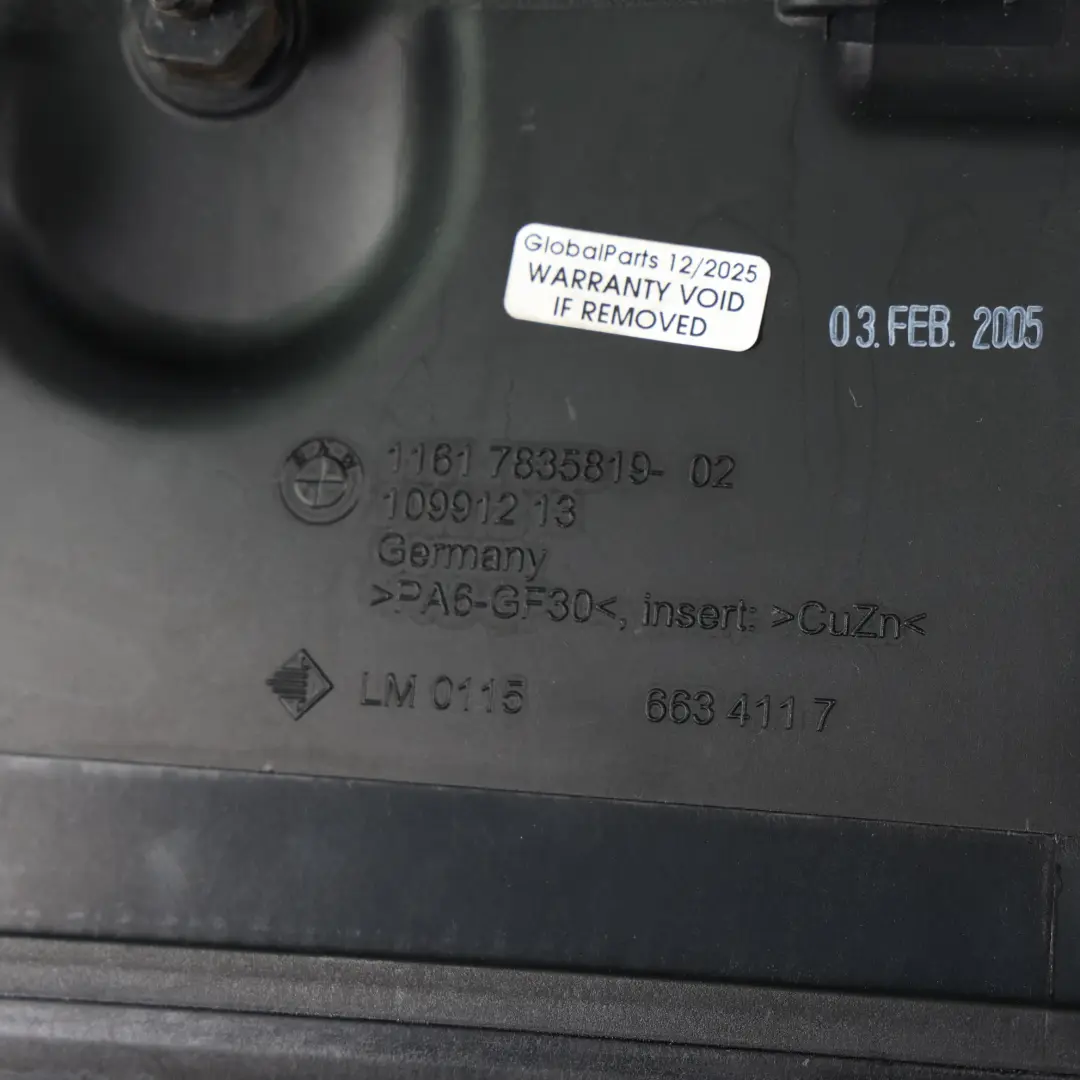 GlobalParts 12/2025
WARRANTY VOID
IF REMOVED
03. FEB. 2005
BMW
1161 7835819- 02
109912 13
Germany
>PA6-GF30<, insert: >CuZn<
LM 0115
663 411 7